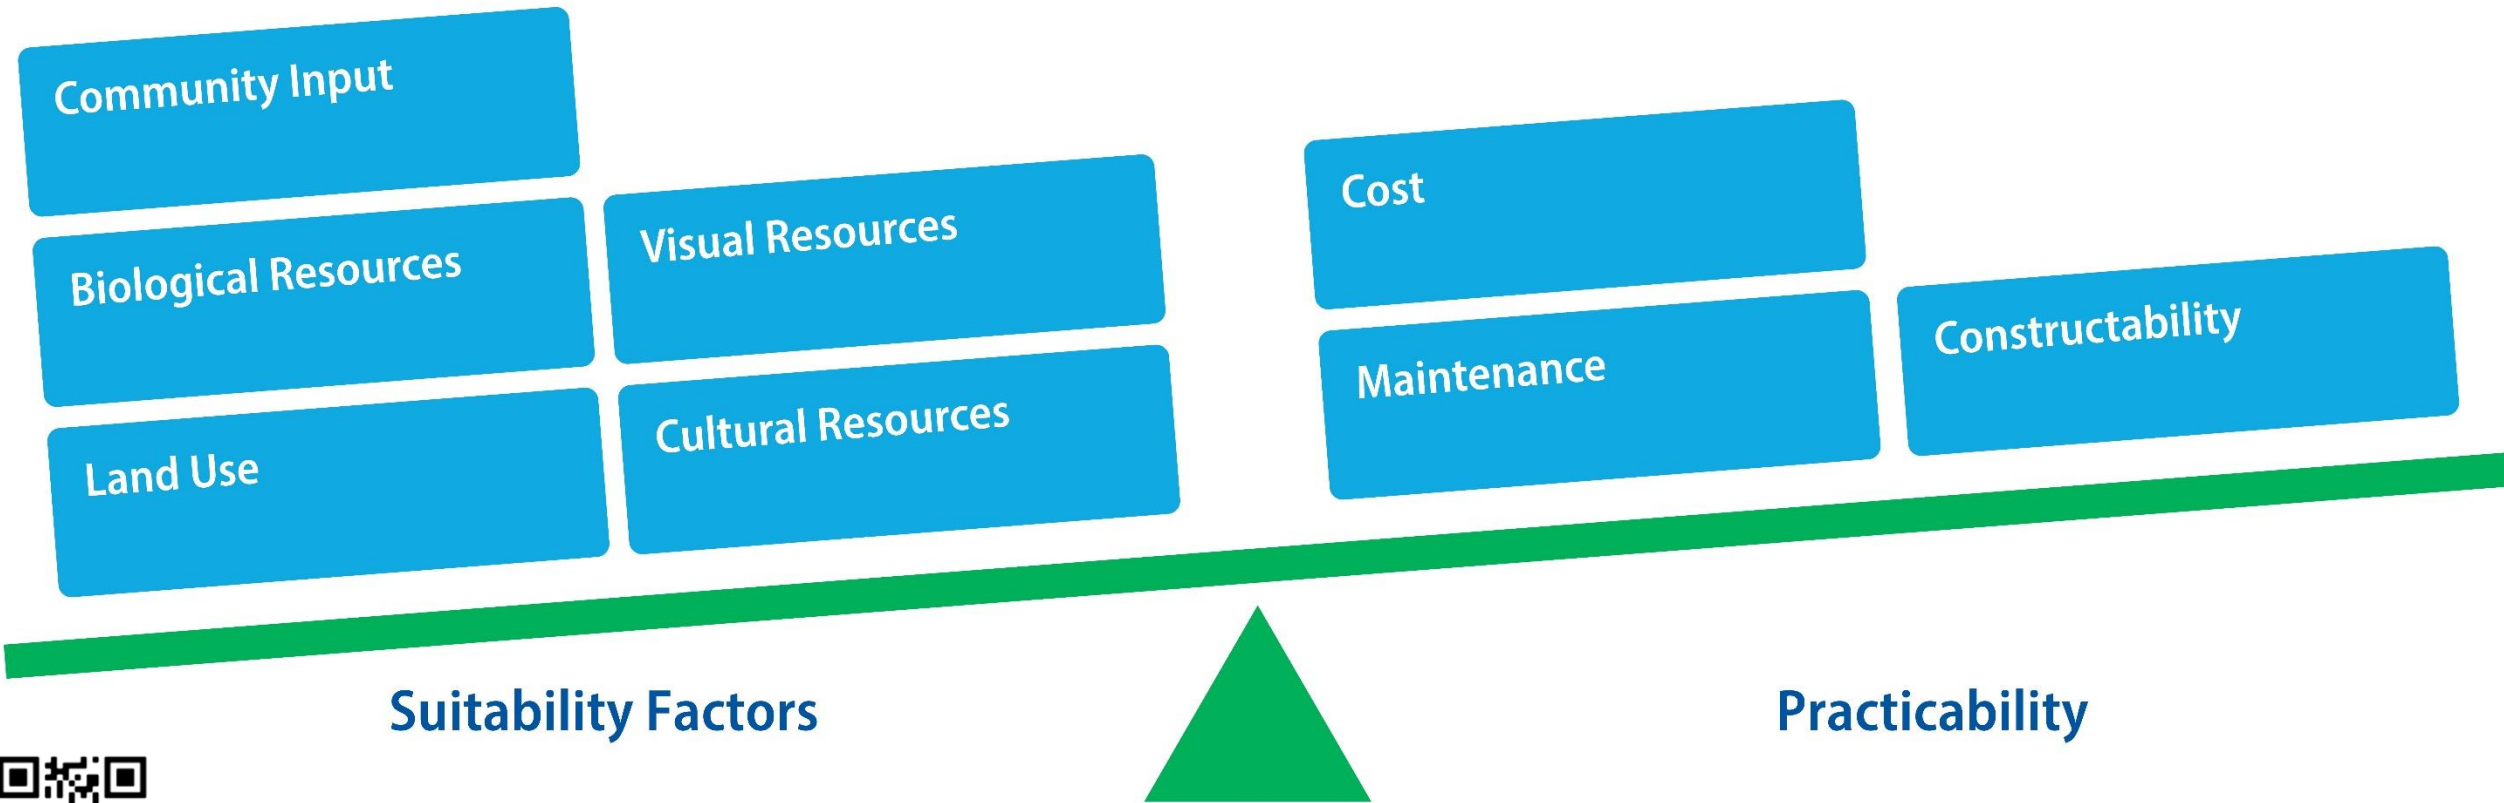 Community Input
Biological Resources
Visual Resources
Land Use
Cultural Resources
Cost
Maintenance
Constructability
Suitability Factors
Practicability